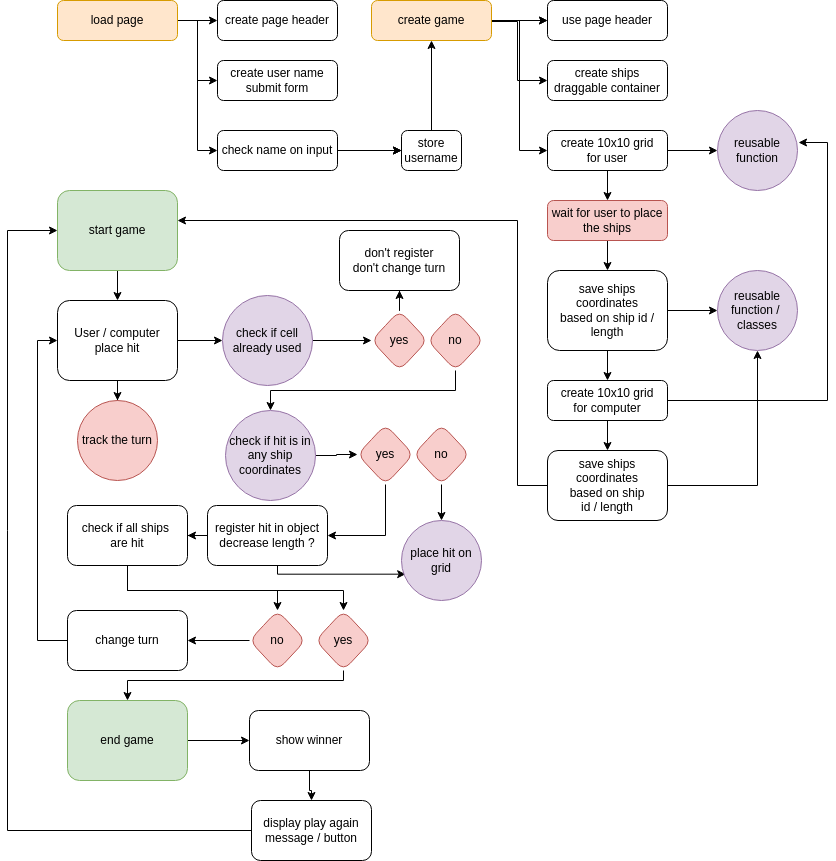 load page
create page header
create game
use page header
create user name
submit form
create ships
draggable container
check name on input
store
username
create 10x10 grid
for user
reusable
function
wait for user to place
the ships
start game
don't register
don't change turn
save ships
coordinates
based on ship id /
length
reusable
function /
classes
User / computer
place hit
check if cell
already used
yes
no
create 10x10 grid
for computer
track the turn
check if hit is in
any ship
coordinates
yes
no
save ships
coordinates
based on ship
id / length
check if all ships
are hit
register hit in object
decrease length ?
place hit on
grid
change turn
no
yes
end game
show winner
display play again
message / button